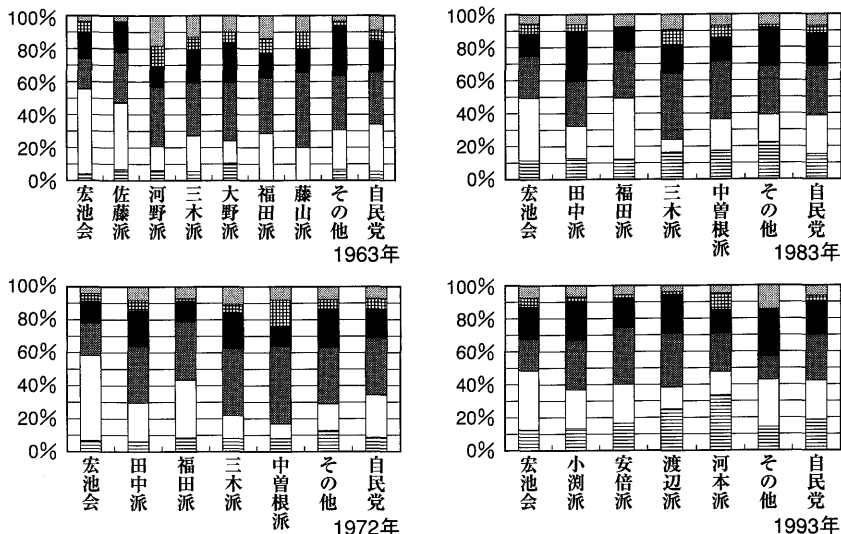 100%
80%
60%
40%
20%
0%
宏池会
佐藤派
河野派
三木派
大野派
福田派
藤山派
その他
自民党
1963年
100%
80%
60%
40%
20%
0%
宏池会
田中派
福田派
三木派
中曽根派
その他
自民党
1983年
100%
80%
60%
40%
20%
0%
宏池会
田中派
福田派
三木派
中曽根派
その他
自民党
1972年
100%
80%
60%
40%
20%
0%
宏池会
小渕派
安倍派
渡辺派
河本派
その他
自民党
1993年